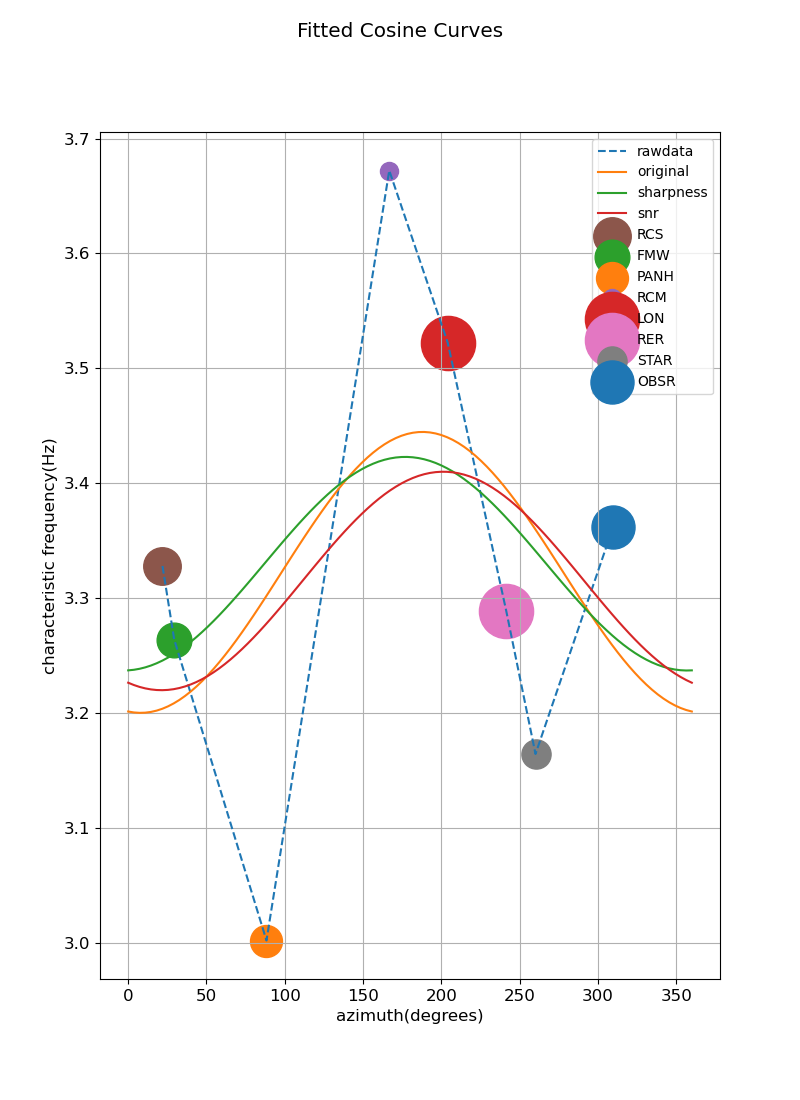 Fitted Cosine Curves
3.7
3.6
3.5
3.4
3.3
3.2
3.1
3.0
characteristic frequency(Hz)
rawdata
original
sharpness
snr
RCS
FMW
PANH
RCM
LON
RER
STAR
OBSR
0 50 100 150 200 250 300 350
azimuth(degrees)